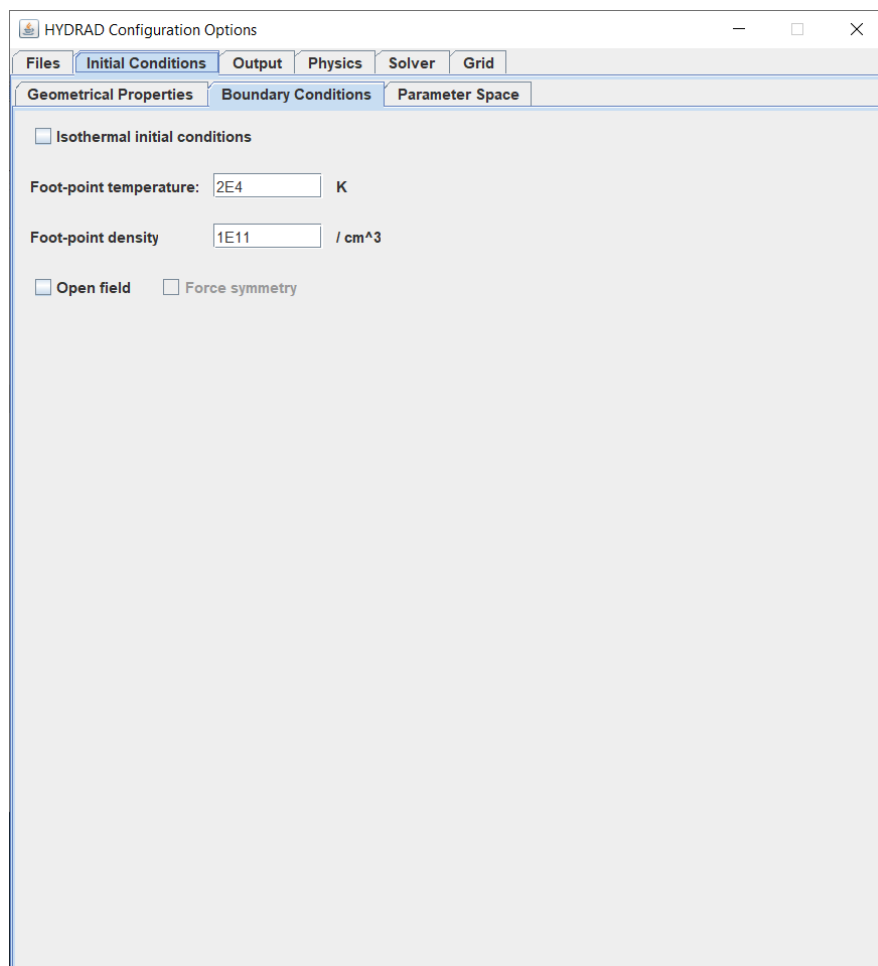 HYDRAD Configuration Options
Files Initial Conditions Output Physics Solver Grid
Geometrical Properties Boundary Conditions Parameter Space
Isothermal initial conditions
Foot-point temperature: 2E4 K
Foot-point density 1E11 / cm^3
Open field Force symmetry